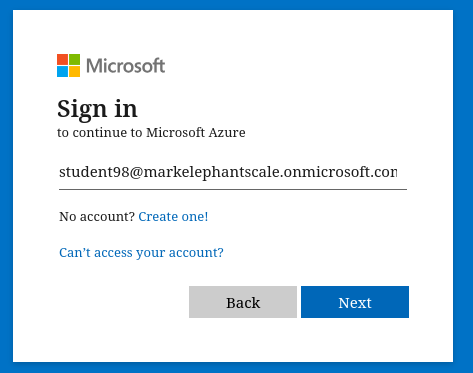 Microsoft
Sign in
to continue to Microsoft Azure
student98@markelephantscale.onmicrosoft.com
No account? Create one!
Can't access your account?
Back Next